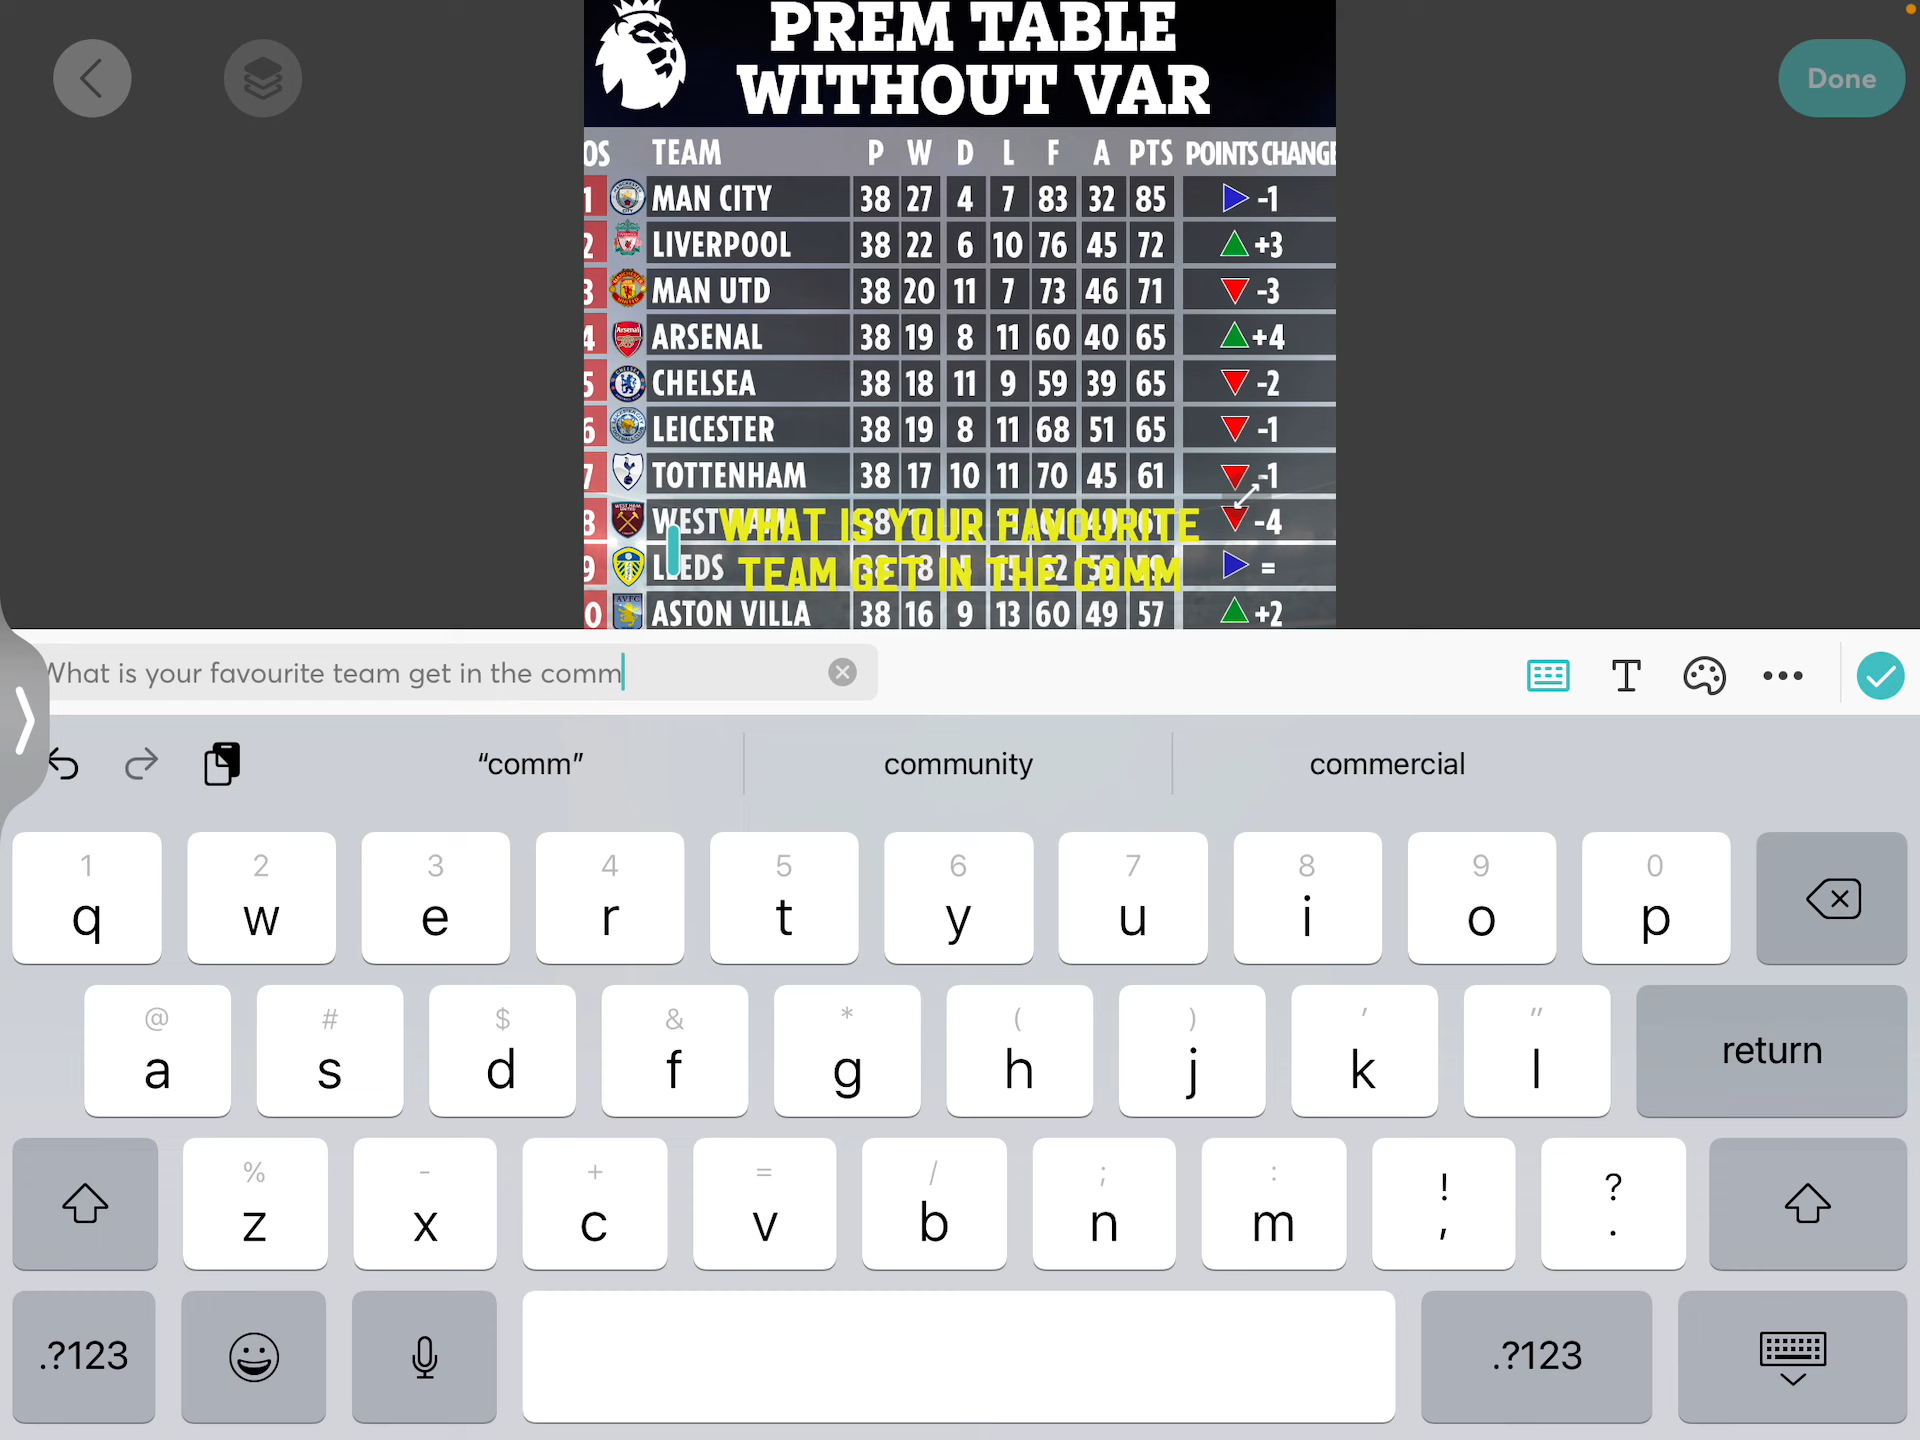 PREM TABLE
WITHOUT VAR
Done
OS TEAM P W D L F A PTS POINTS CHANGE
1 MAN CITY 38 27 4 7 83 32 85 -1
2 LIVERPOOL 38 22 6 10 76 45 72 +3
3 MAN UTD 38 20 11 7 73 46 71 -3
4 ARSENAL 38 19 8 11 60 40 65 +4
5 CHELSEA 38 18 11 9 59 39 65 -2
6 LEICESTER 38 19 8 11 68 51 65 -1
7 TOTTENHAM 38 17 10 11 70 45 61 -1
8 WEST HAM -4
WHAT IS YOUR FAVOURITE
9 LEEDS =
TEAM GET IN THE COMM
0 ASTON VILLA 38 16 9 13 60 49 57 +2
What is your favourite team get in the comm
T
“comm” community commercial
1 2 3 4 5 6 7 8 9 0
q w e r t y u i o p
@ # $ & * ( ) ' "
a s d f g h j k l return
% - + = / ; : ! ?
z x c v b n m , .
.?123 .?123